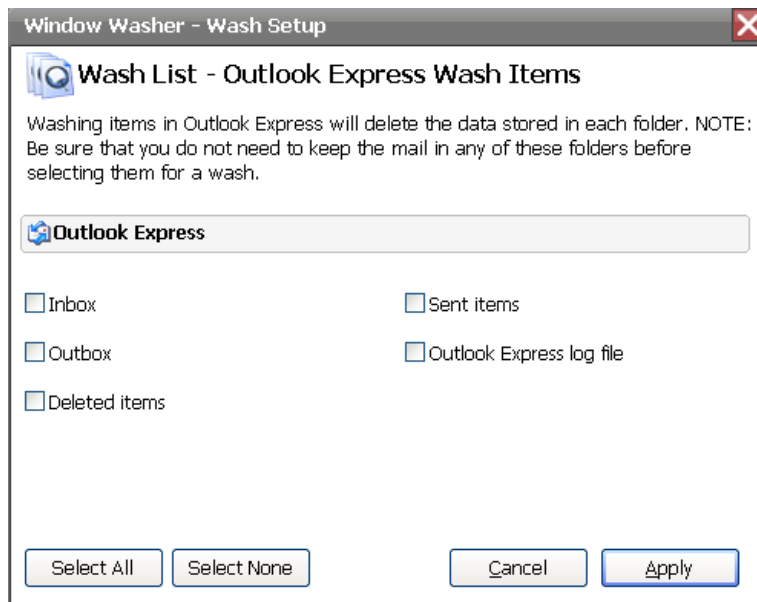 Window Washer - Wash Setup
Wash List - Outlook Express Wash Items
Washing items in Outlook Express will delete the data stored in each folder. NOTE:
Be sure that you do not need to keep the mail in any of these folders before
selecting them for a wash.
Outlook Express
Inbox
Sent items
Outbox
Outlook Express log file
Deleted items
Select All
Select None
Cancel
Apply